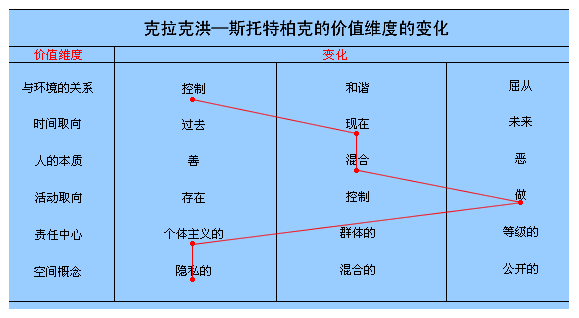 克拉克洪—斯托特柏克的价值维度的变化
价值维度 变化
与环境的关系 控制 和谐 屈从
时间取向 过去 现在 未来
人的本质 善 混合 恶
活动取向 存在 控制 做
责任中心 个体主义的 群体的 等级的
空间概念 隐私的 混合的 公开的